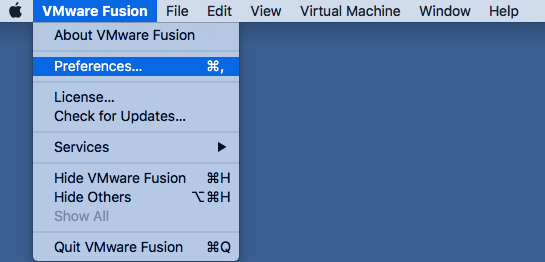 VMware Fusion File Edit View Virtual Machine Window Help
About VMware Fusion
Preferences... ⌘,
License...
Check for Updates...
Services ▶
Hide VMware Fusion ⌘H
Hide Others ⌥⌘H
Show All
Quit VMware Fusion ⌘Q